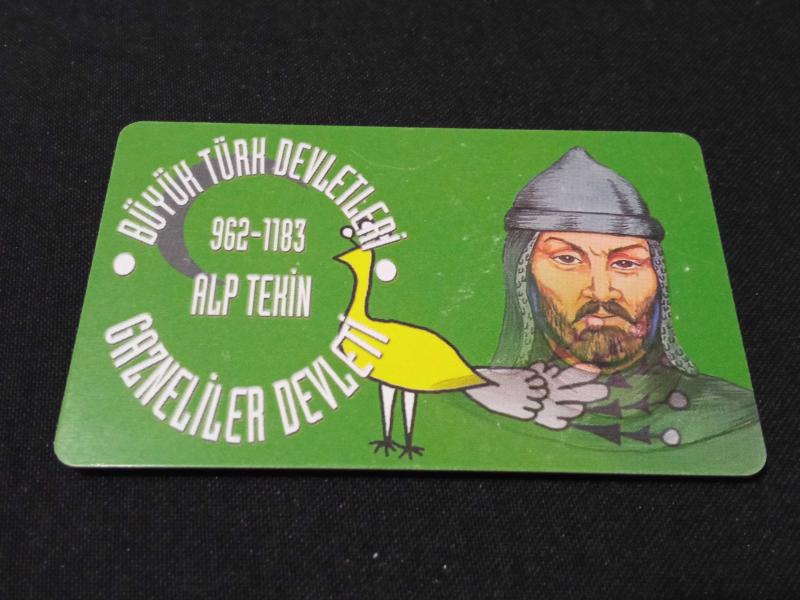 BÜYÜK TÜRK DEVLETLERİ
962-1183
ALP TEKİN
GAZNELİLER DEVLETİ